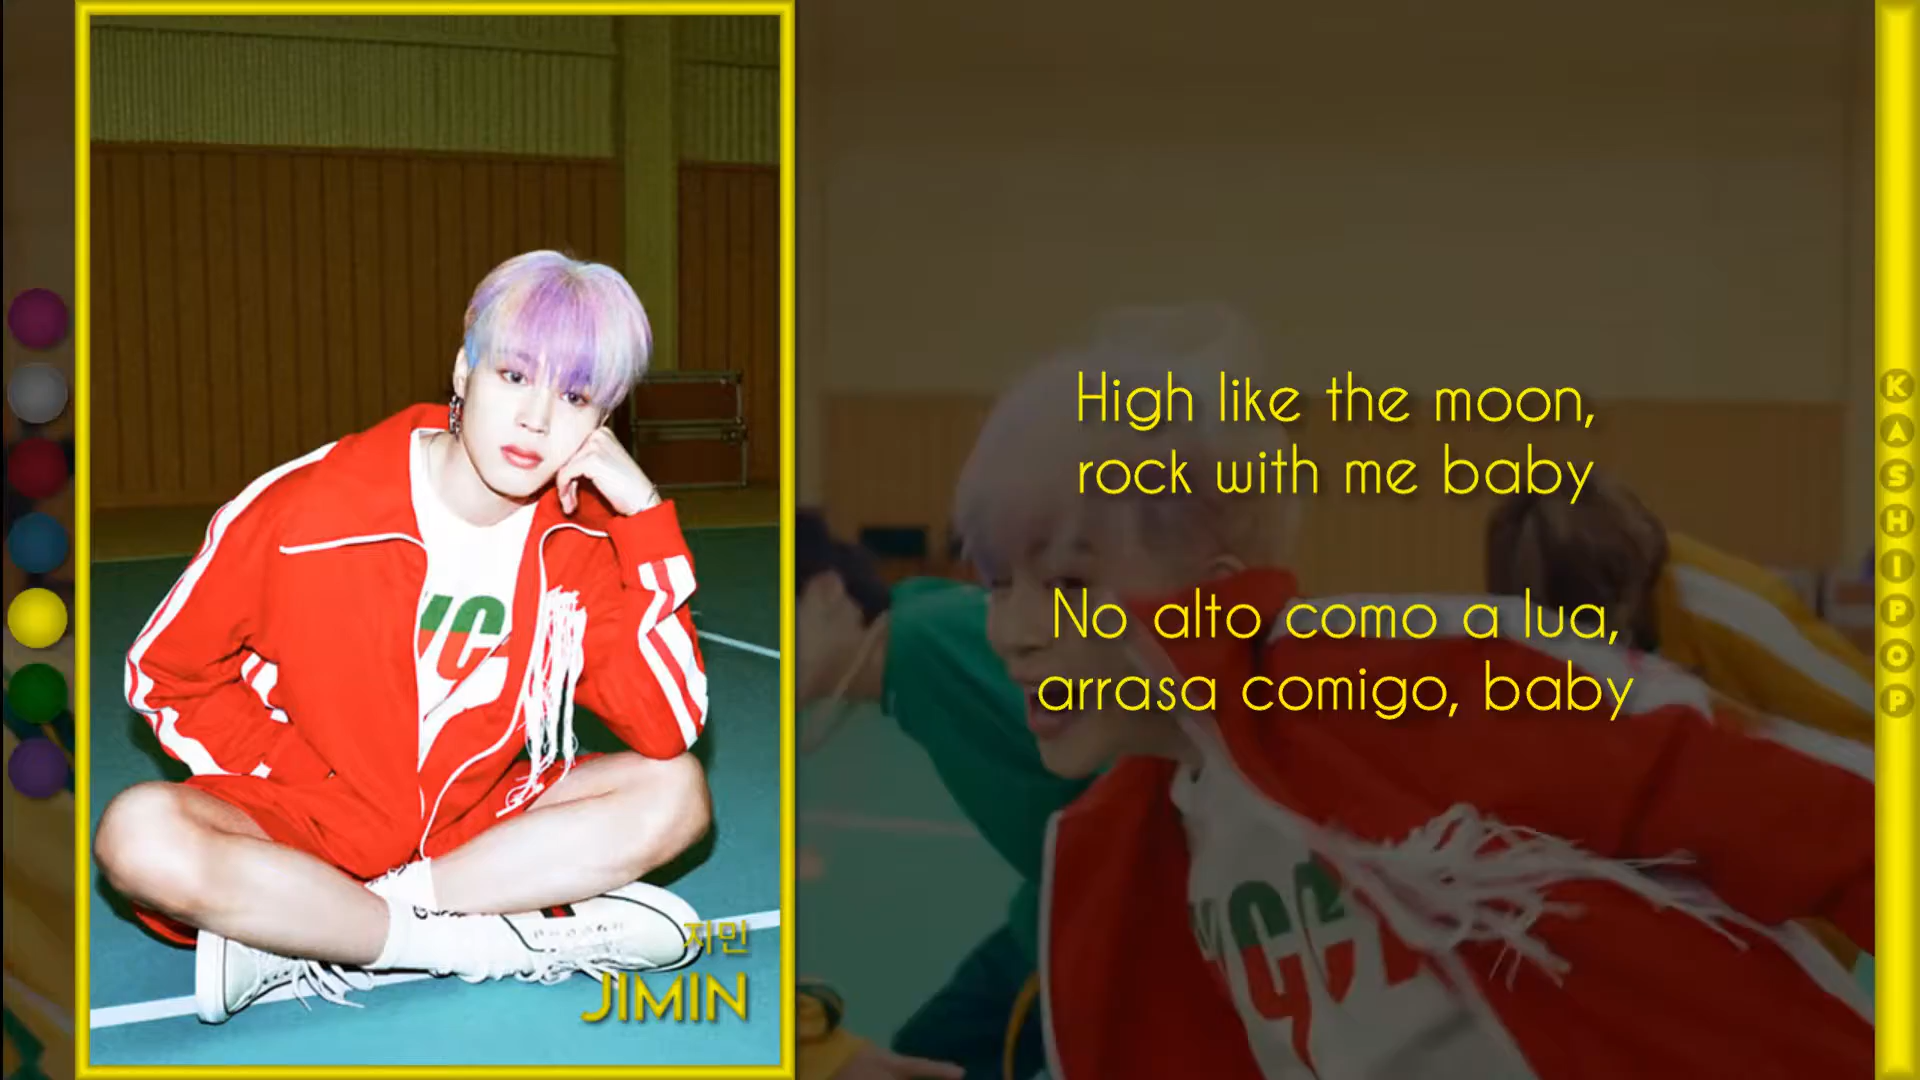 지민
JIMIN
High like the moon,
rock with me baby
No alto como a lua,
arrasa comigo, baby
KASHIPOP